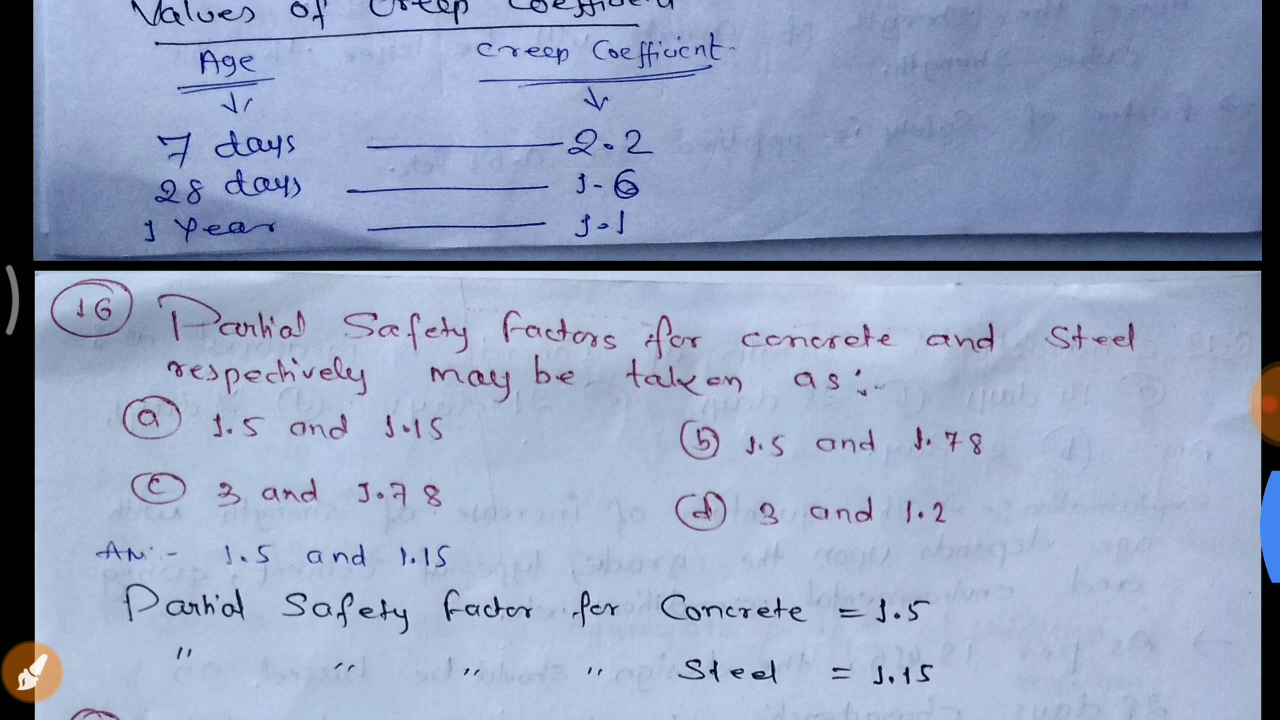 Values of Creep Coefficient
Age Creep Coefficient
7 days 2.2
28 days 1.6
1 Year 1.1
16 Partial Safety factors for concrete and Steel
respectively may be taken as:-
a 1.5 and 1.15 b 1.5 and 1.78
c 3 and 1.78 d 3 and 1.2
An:- 1.5 and 1.15
Partial Safety factor for Concrete = 1.5
" " " " Steel = 1.15